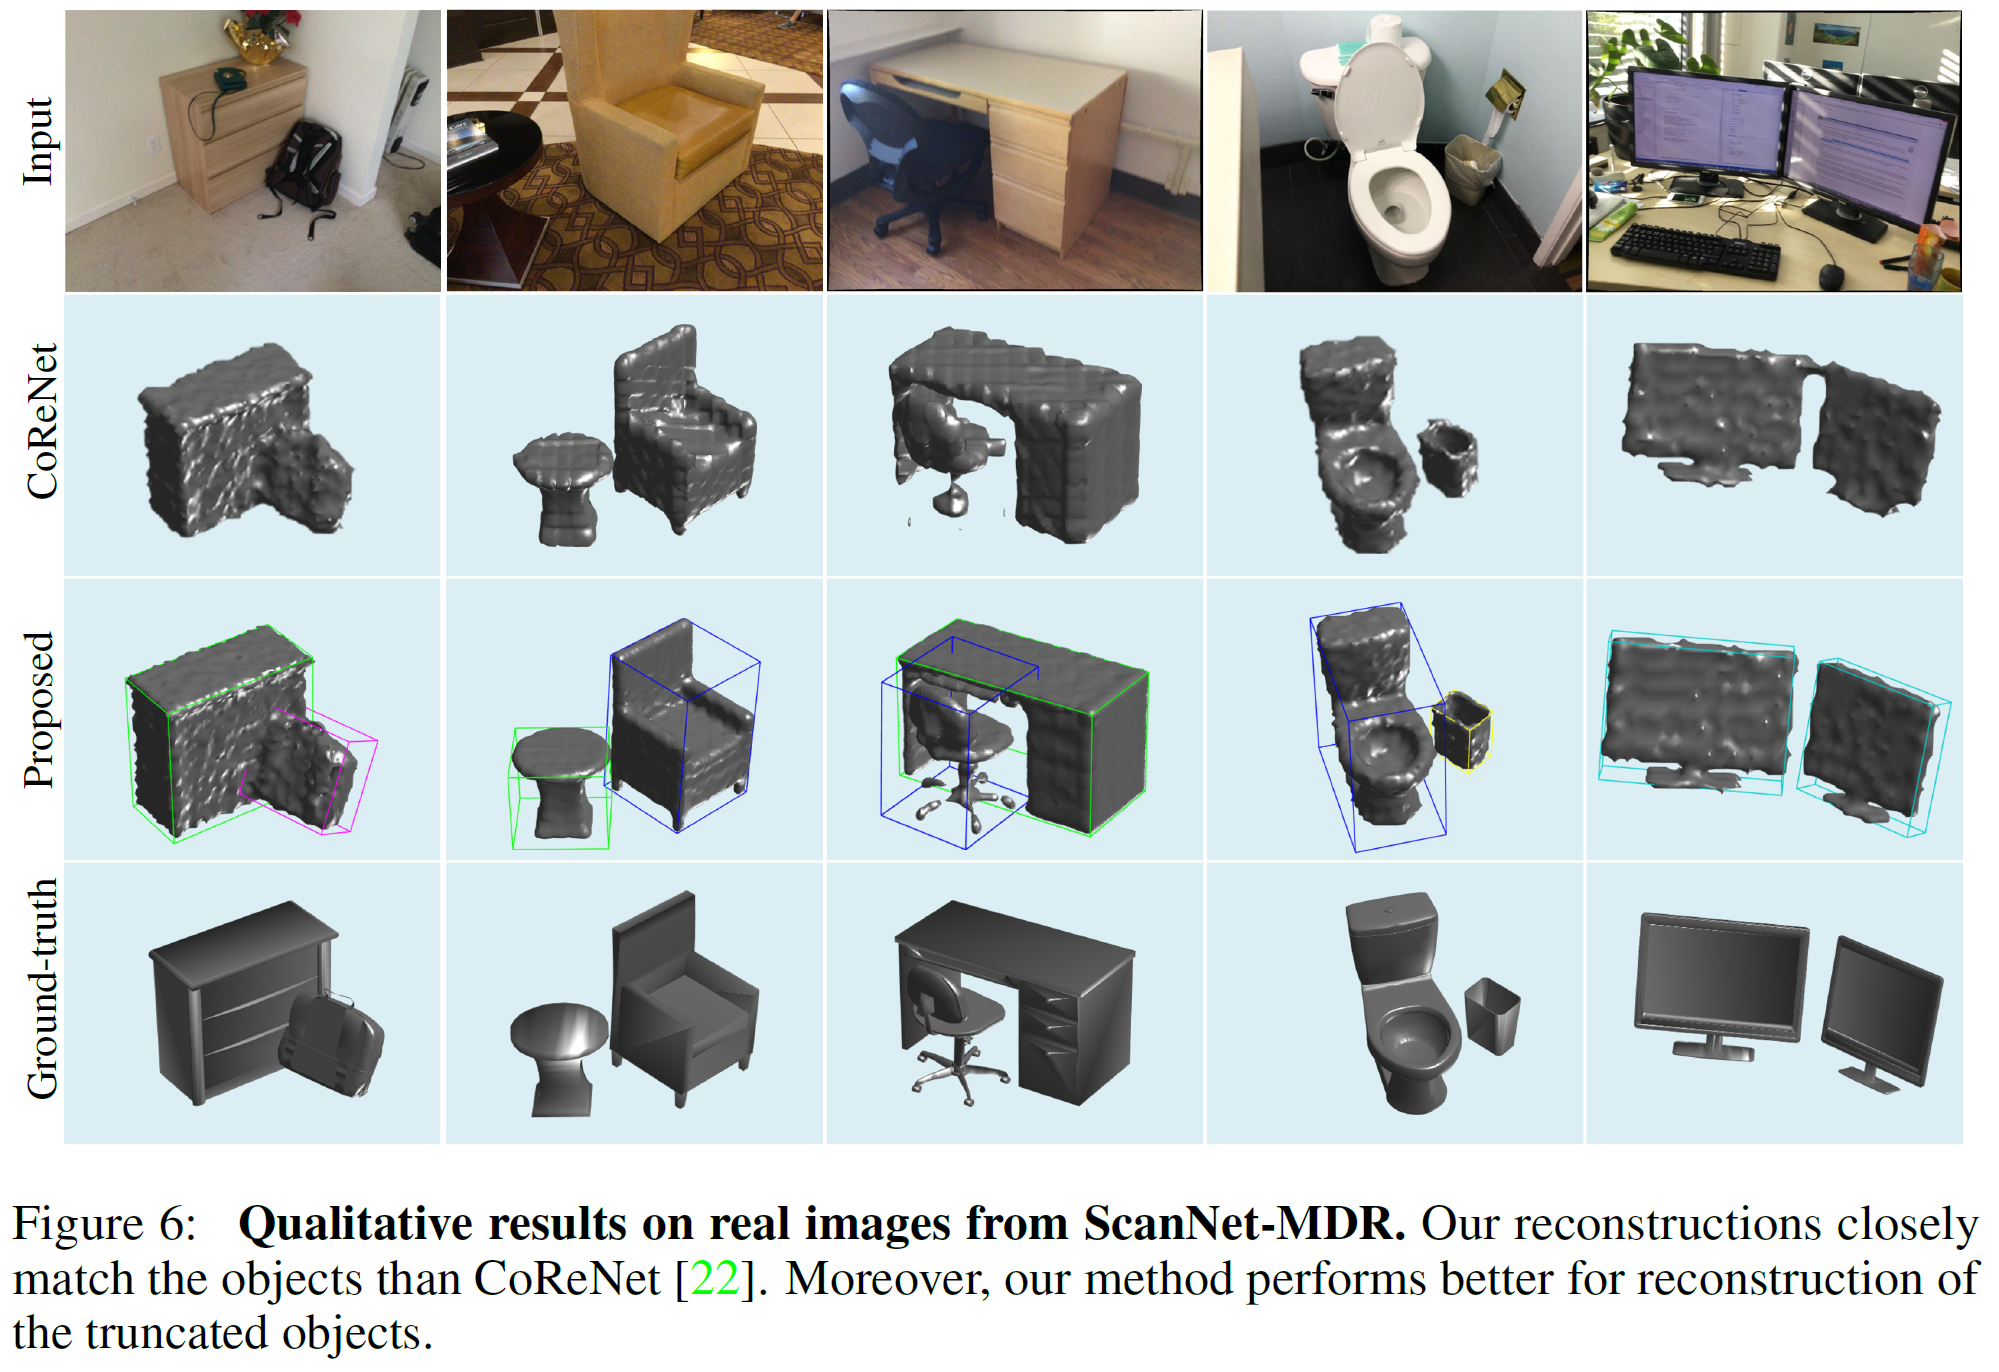 Input
CoReNet
Proposed
Ground-truth
Figure 6: Qualitative results on real images from ScanNet-MDR. Our reconstructions closely
match the objects than CoReNet [22]. Moreover, our method performs better for reconstruction of
the truncated objects.